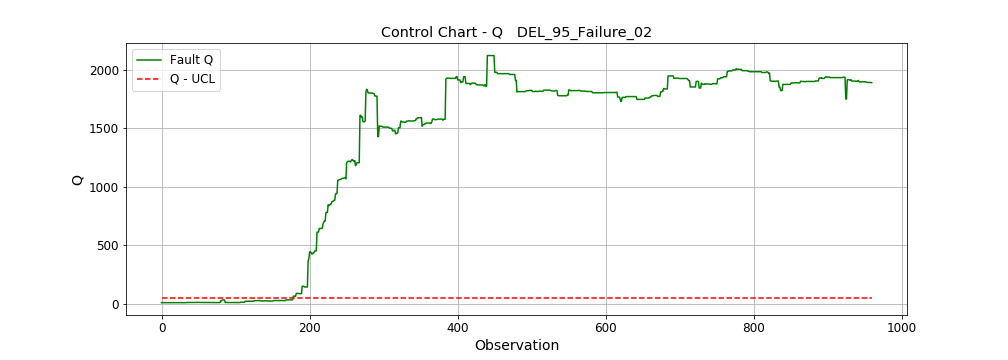 Control Chart - Q   DEL_95_Failure_02
Fault Q
Q - UCL
Q
2000
1500
1000
500
0
0 200 400 600 800 1000
Observation